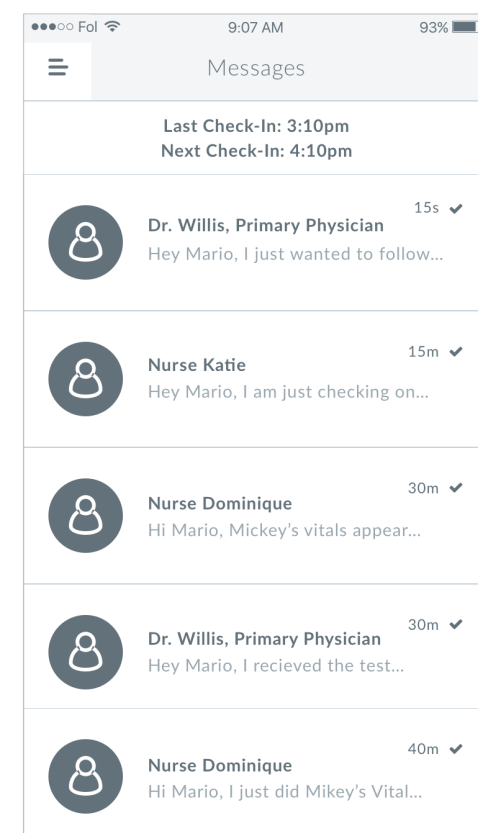 Fol 9:07 AM 93%
Messages
Last Check-In: 3:10pm
Next Check-In: 4:10pm
15s
Dr. Willis, Primary Physician
Hey Mario, I just wanted to follow...
15m
Nurse Katie
Hey Mario, I am just checking on...
30m
Nurse Dominique
Hi Mario, Mickey's vitals appear...
30m
Dr. Willis, Primary Physician
Hey Mario, I recieved the test...
40m
Nurse Dominique
Hi Mario, I just did Mikey's Vital...